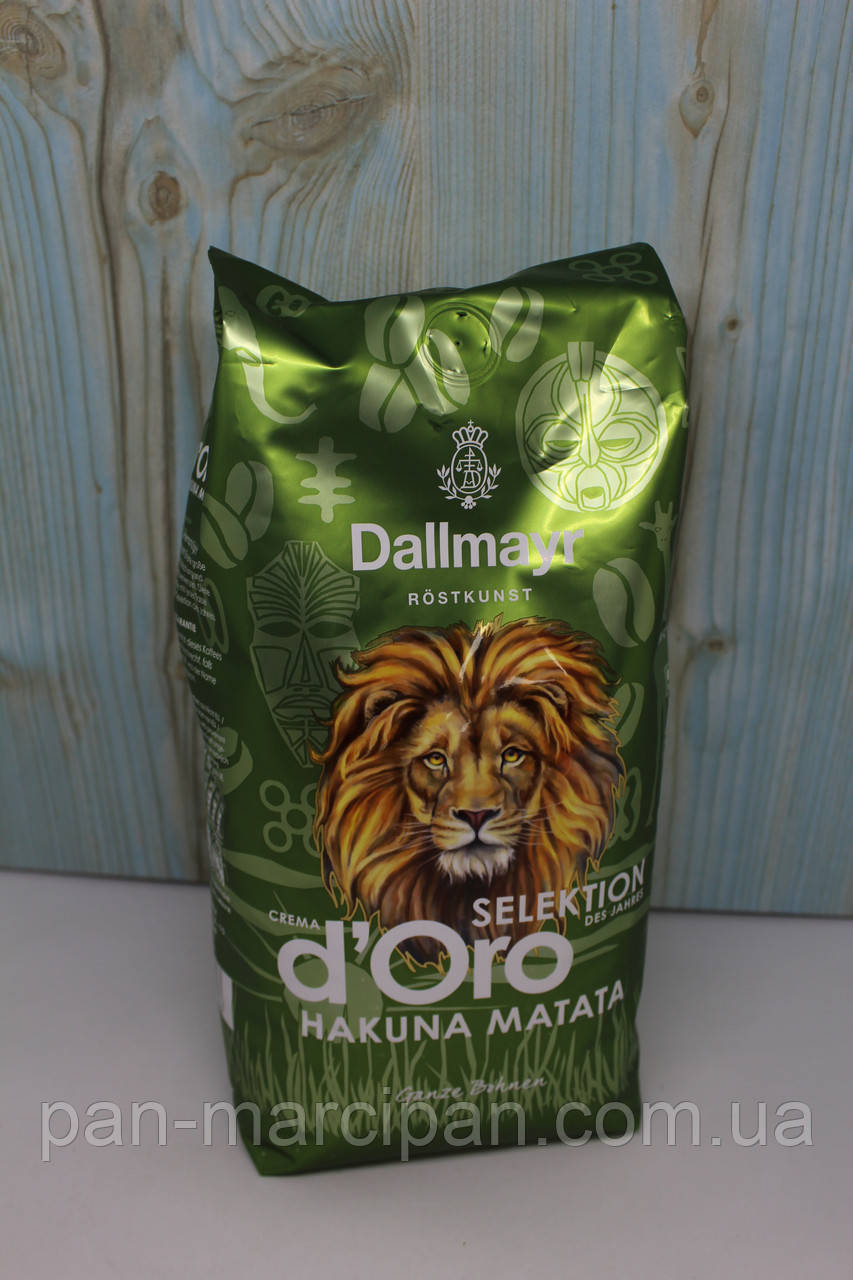 Dallmayr
RÖSTKUNST
SELEKTION
DES JAHRES
CREMA
d'Oro
HAKUNA MATATA
Ganze Bohnen
pan-marcipan.com.ua